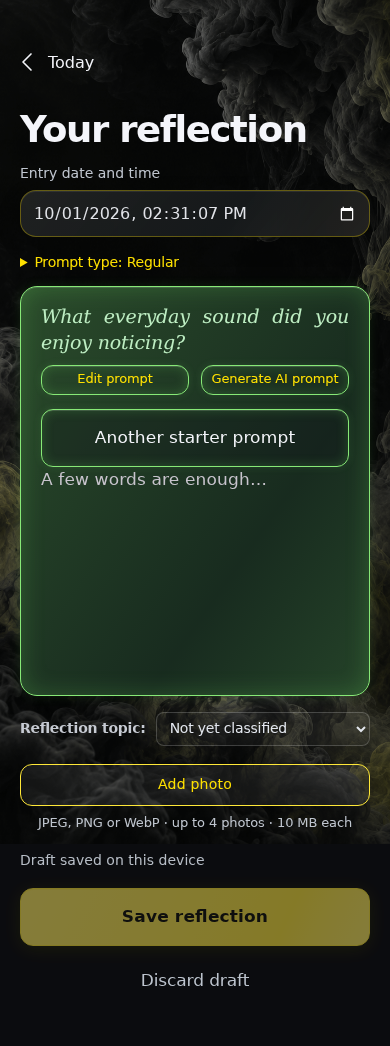 Today
Your reflection
Entry date and time
10/01/2026, 02:31:07 PM
Prompt type: Regular
What everyday sound did you
enjoy noticing?
Edit prompt
Generate AI prompt
Another starter prompt
A few words are enough...
Reflection topic:
Not yet classified
Add photo
JPEG, PNG or WebP · up to 4 photos · 10 MB each
Draft saved on this device
Save reflection
Discard draft